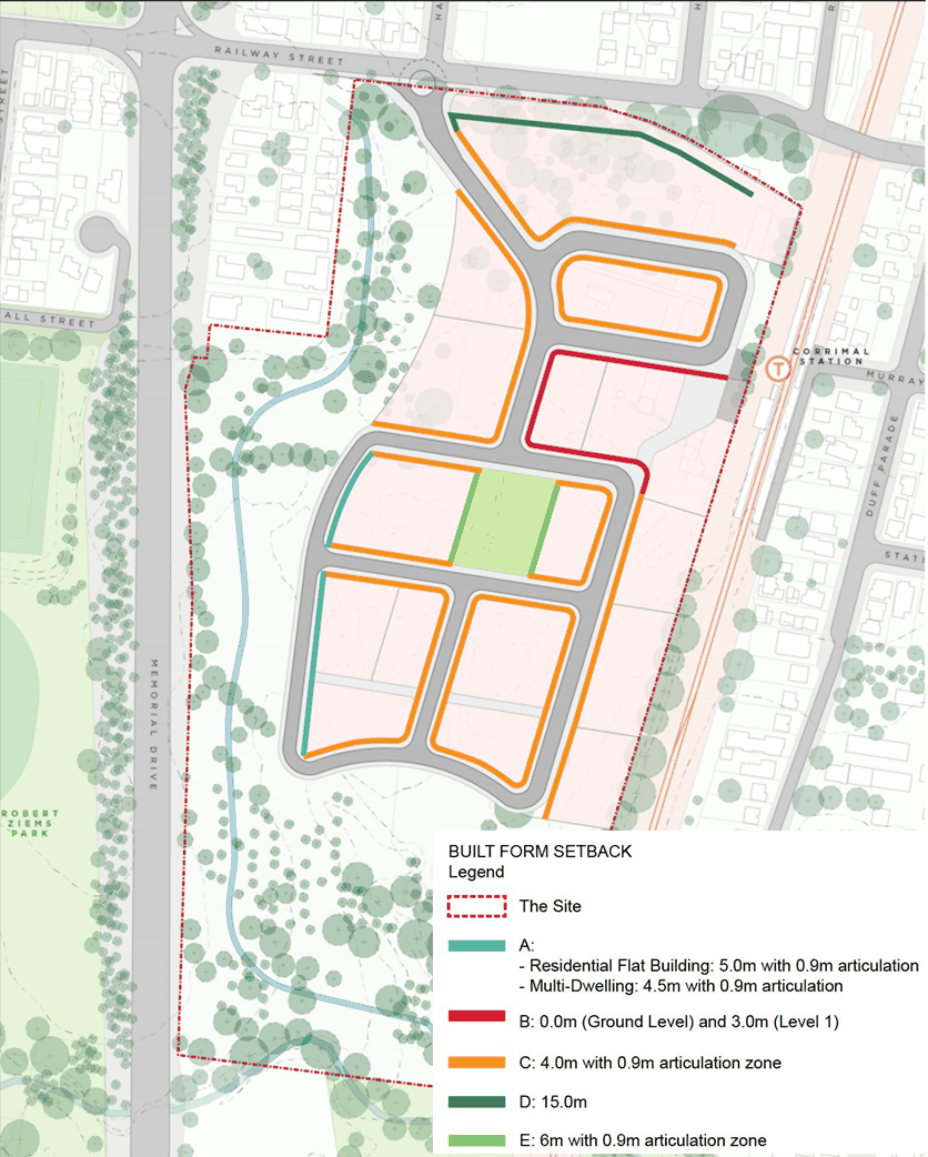 RAILWAY STREET
HA
H
R
STREET
ALL STREET
T
CORRIMAL
STATION
MURRAY
DUFF PARADE
STATI
MEMORIAL DRIVE
ROBERT
ZIEMS
PARK
BUILT FORM SETBACK
Legend
The Site
A:
- Residential Flat Building: 5.0m with 0.9m articulation
- Multi-Dwelling: 4.5m with 0.9m articulation
B: 0.0m (Ground Level) and 3.0m (Level 1)
C: 4.0m with 0.9m articulation zone
D: 15.0m
E: 6m with 0.9m articulation zone